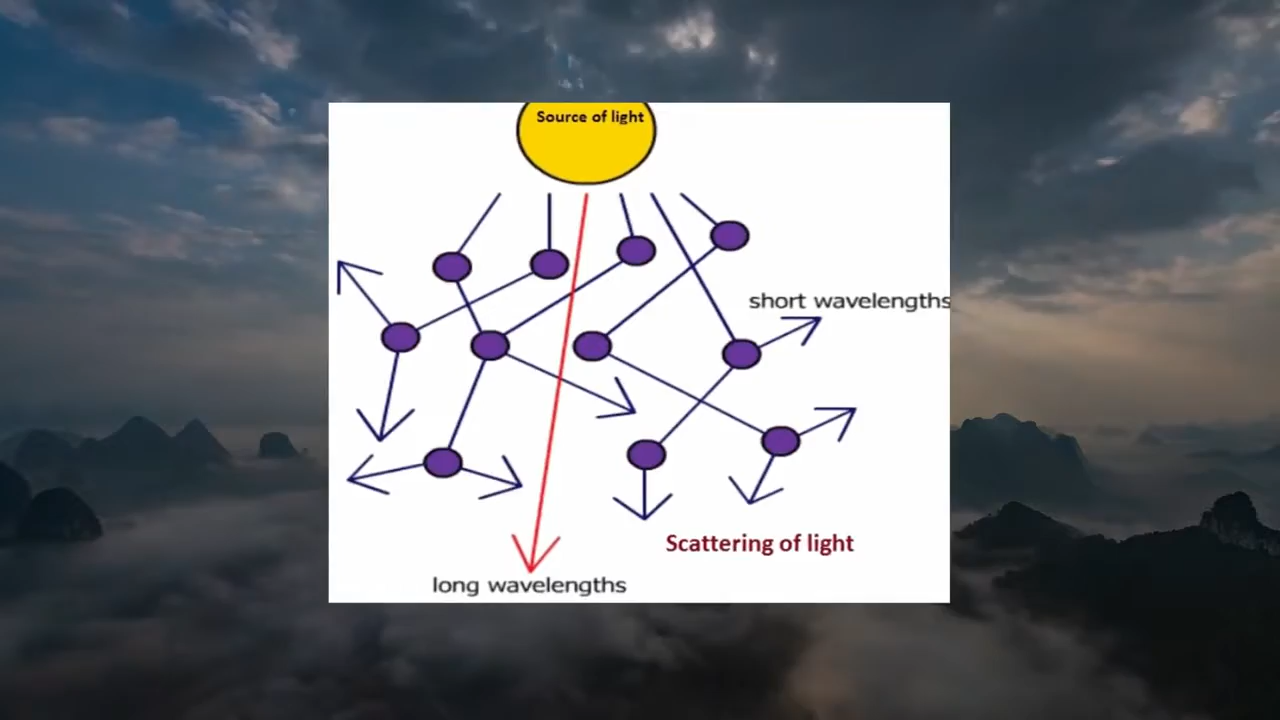 Source of light
short wavelengths
Scattering of light
long wavelengths